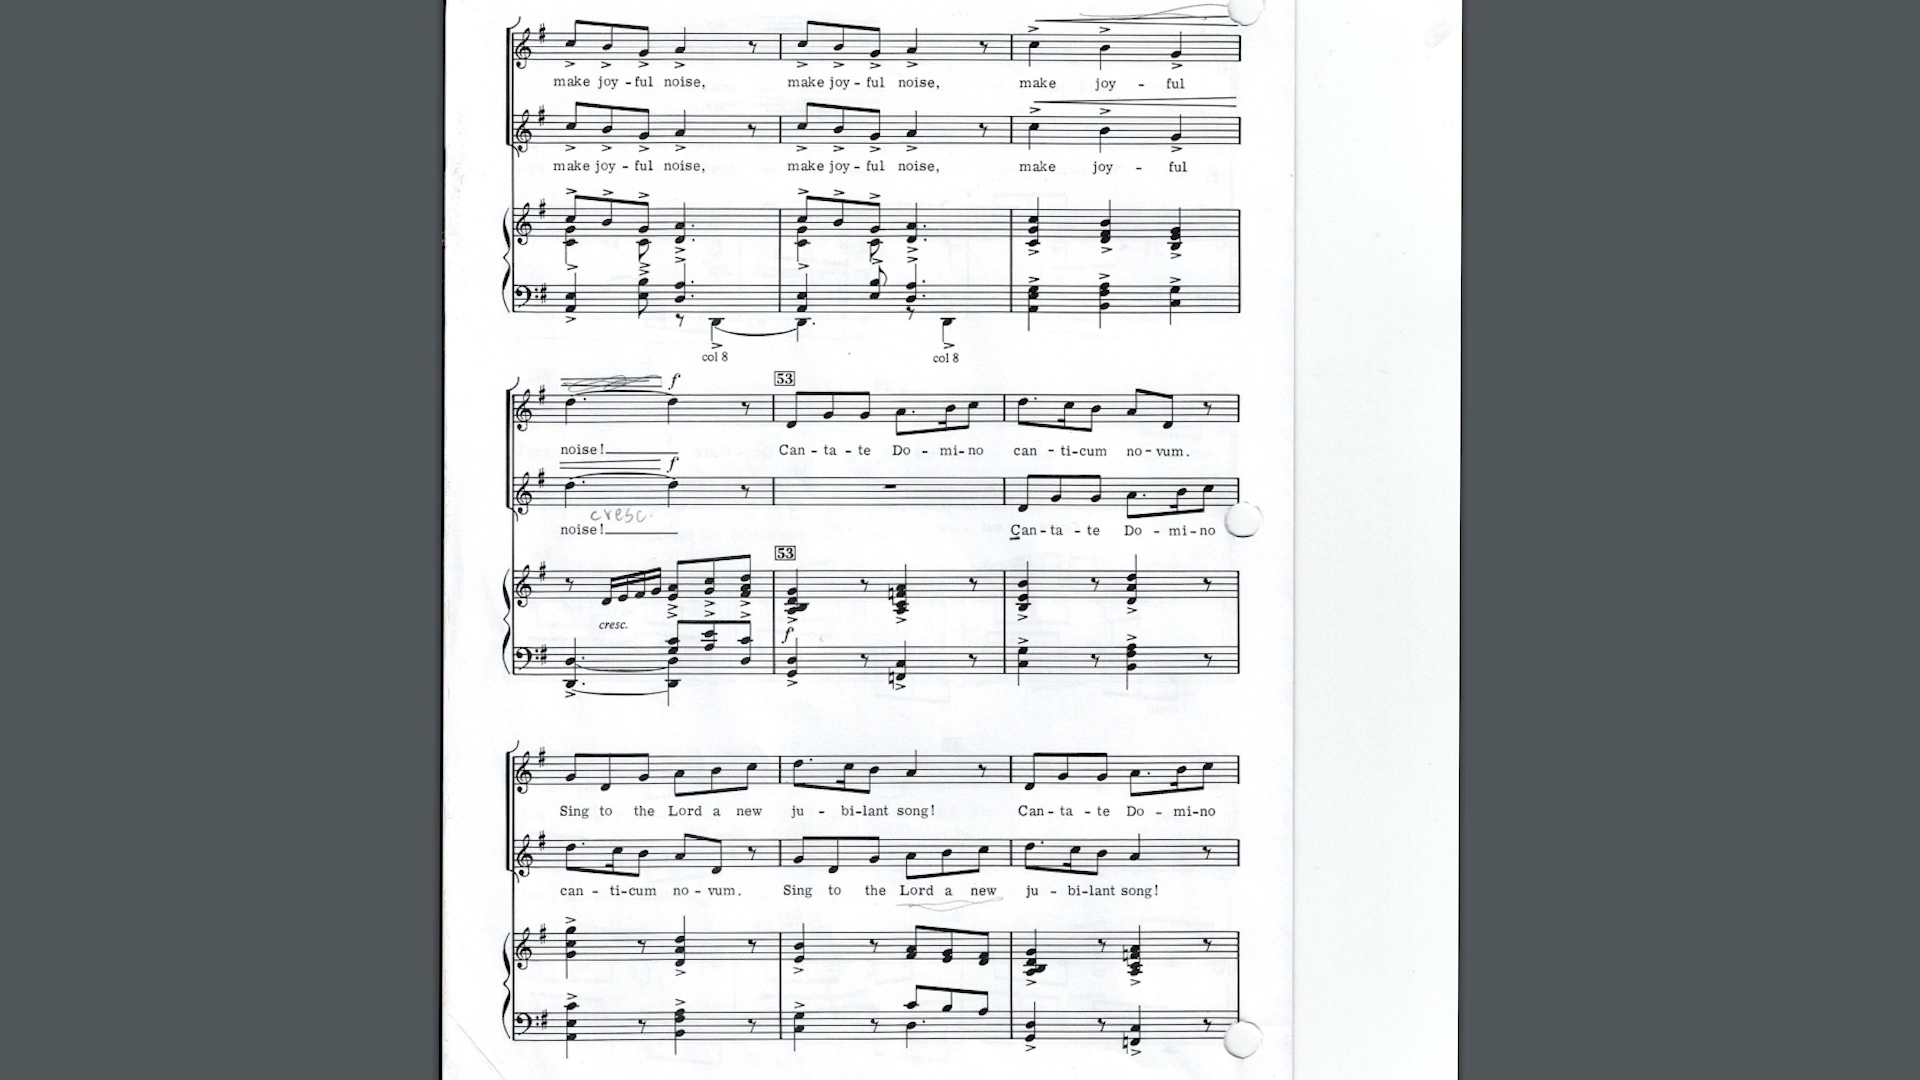 make joy - ful noise, make joy - ful noise, make joy - ful
make joy - ful noise, make joy - ful noise, make joy - ful
col 8 col 8
f 53
noise! Can - ta - te Do - mi - no can - ti - cum no - vum.
f
cresc.
noise! Can - ta - te Do - mi - no
53
cresc.
f
Sing to the Lord a new ju - bi - lant song! Can - ta - te Do - mi - no
can - ti - cum no - vum. Sing to the Lord a new ju - bi - lant song!